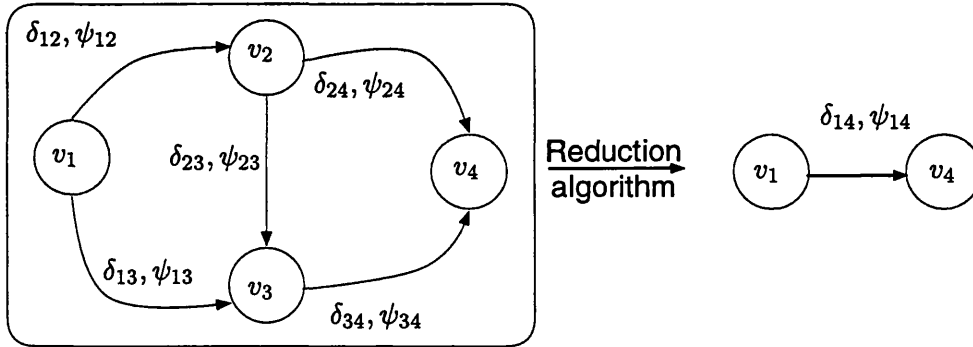 δ₁₂, ψ₁₂
v₂
δ₂₄, ψ₂₄
v₁
δ₂₃, ψ₂₃
v₄
δ₁₃, ψ₁₃
v₃
δ₃₄, ψ₃₄
Reduction
algorithm
δ₁₄, ψ₁₄
v₁
v₄